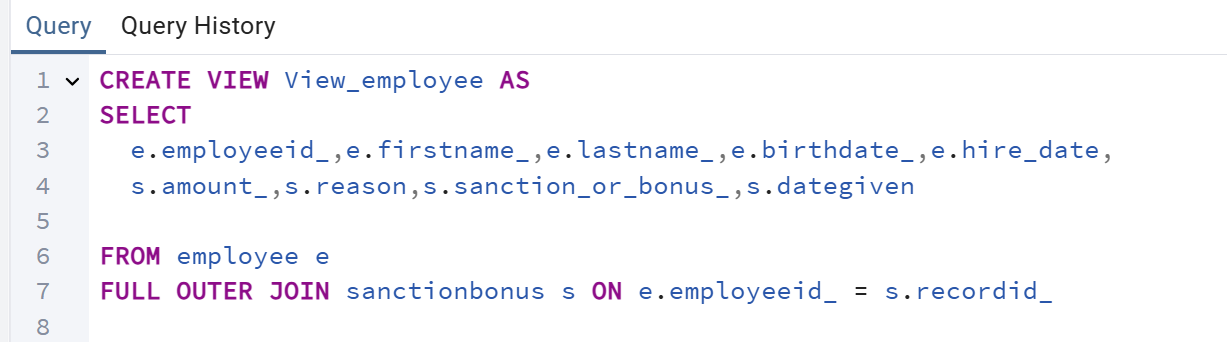 Query Query History
1 CREATE VIEW View_employee AS
2 SELECT
3 e.employeeid_,e.firstname_,e.lastname_,e.birthdate_,e.hire_date,
4 s.amount_,s.reason,s.sanction_or_bonus_,s.dategiven
5
6 FROM employee e
7 FULL OUTER JOIN sanctionbonus s ON e.employeeid_ = s.recordid_
8